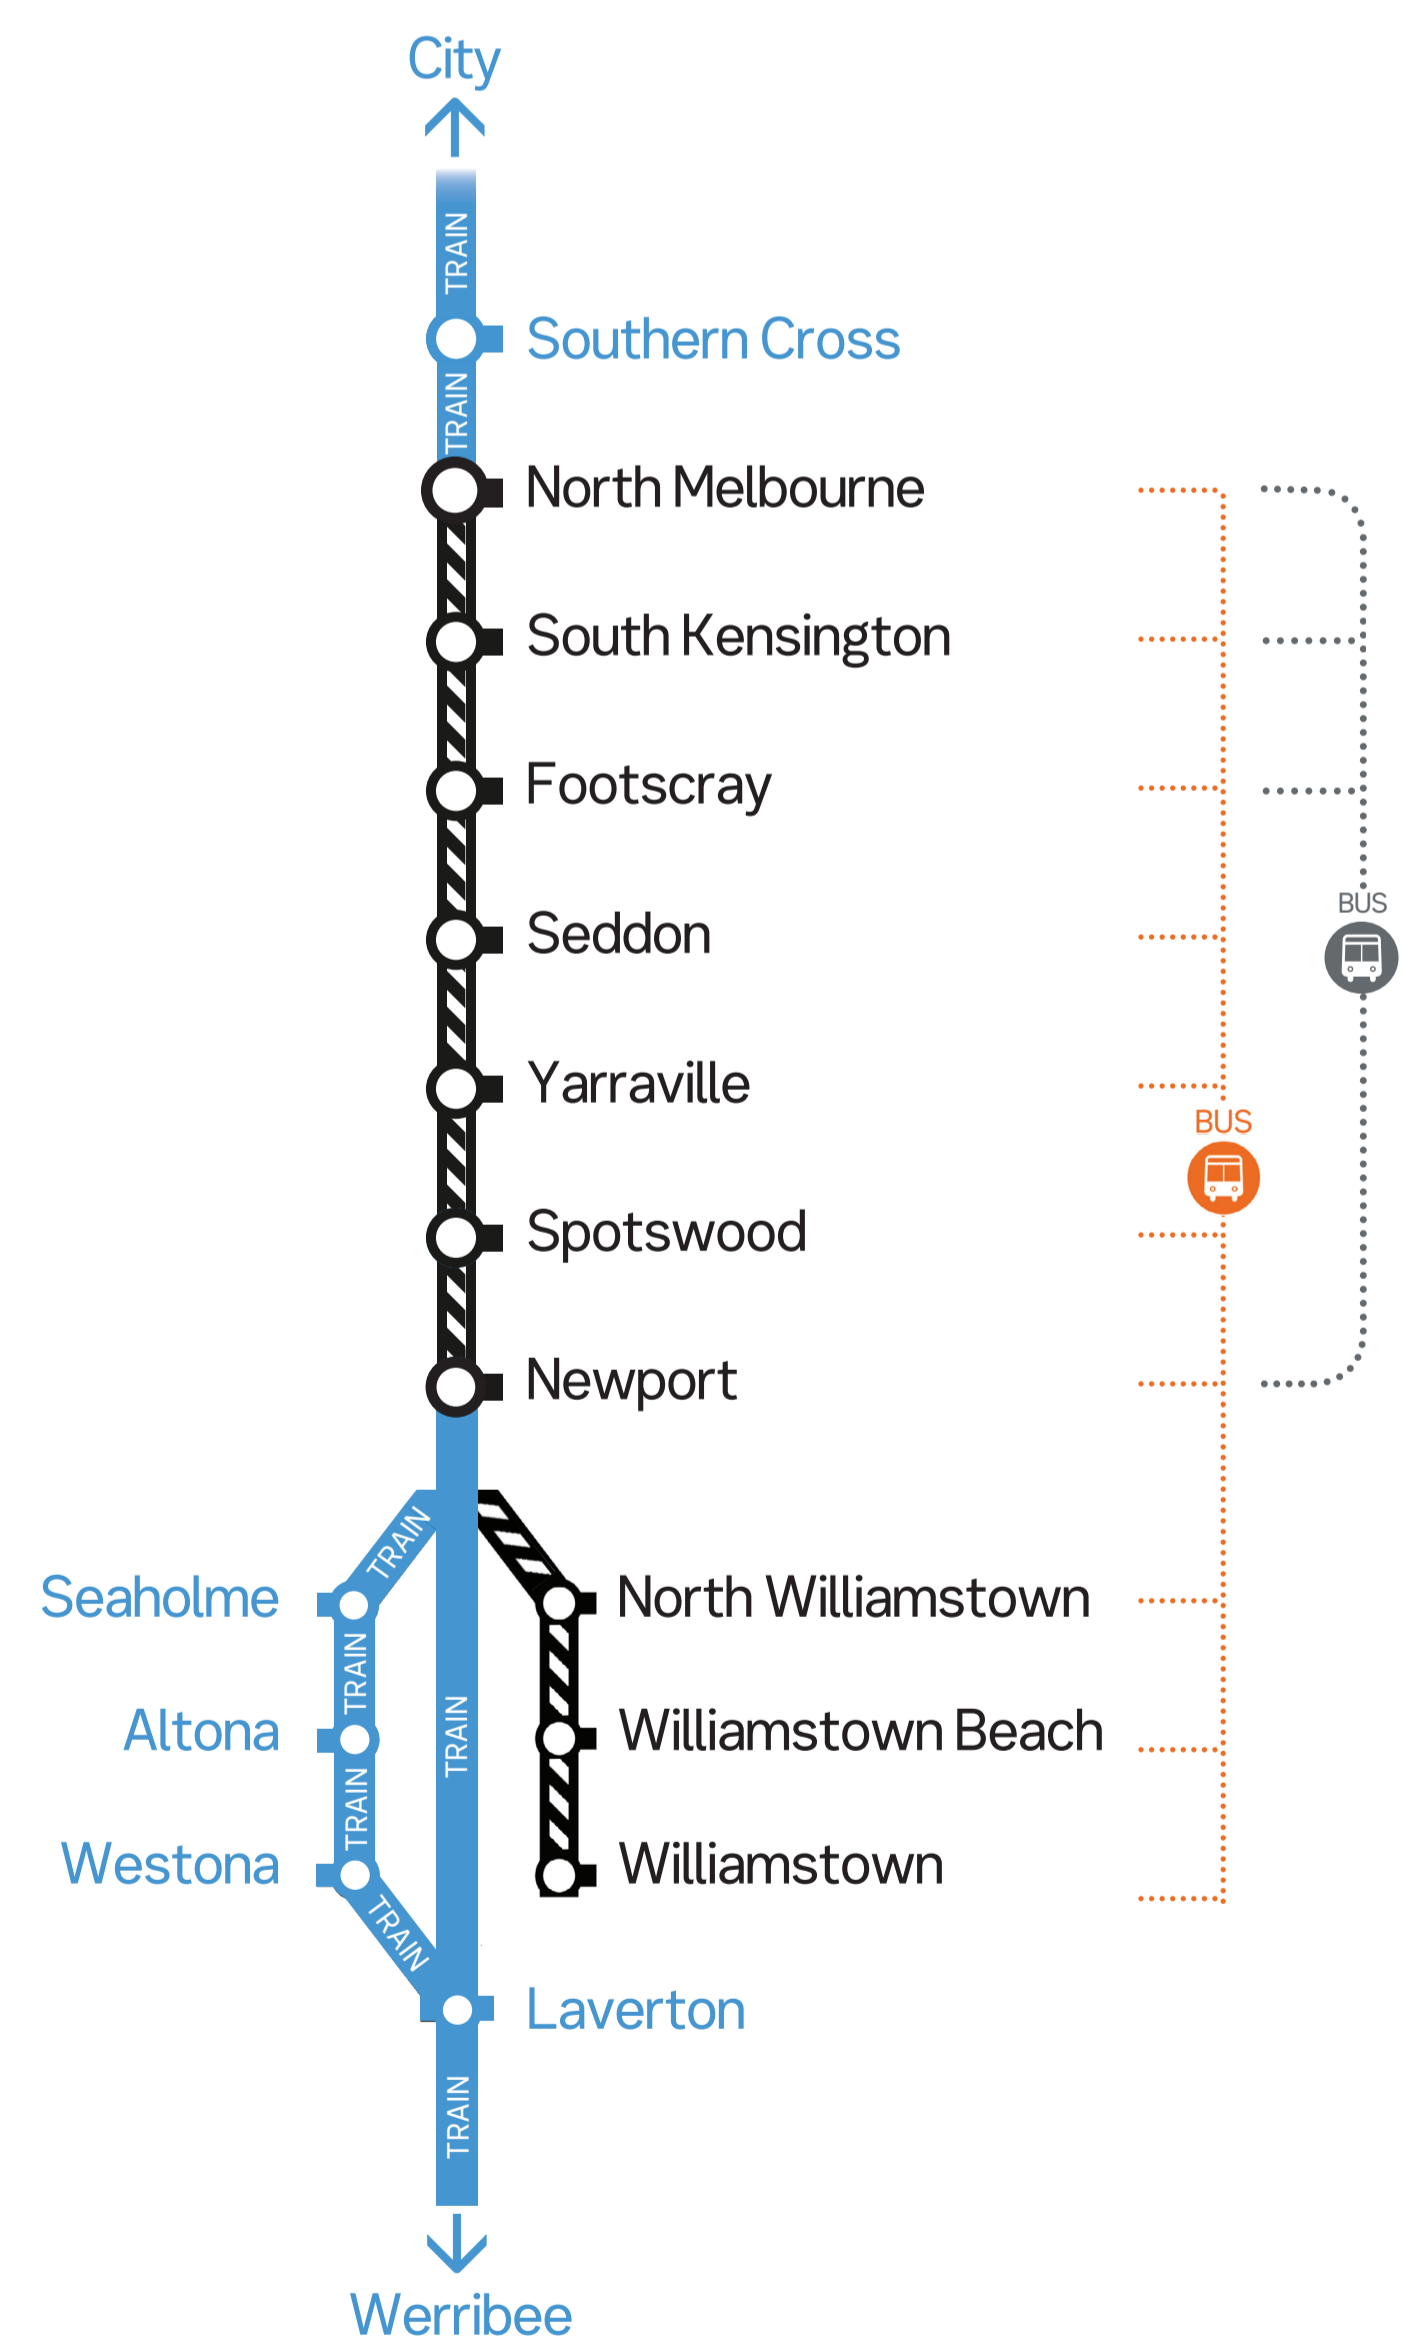 City
TRAIN
Southern Cross
TRAIN
North Melbourne
South Kensington
Footscray
BUS
Seddon
Yarraville
BUS
Spotswood
Newport
TRAIN
Seaholme
North Williamstown
TRAIN
TRAIN
Altona
Williamstown Beach
TRAIN
Westona
Williamstown
TRAIN
Laverton
TRAIN
Werribee